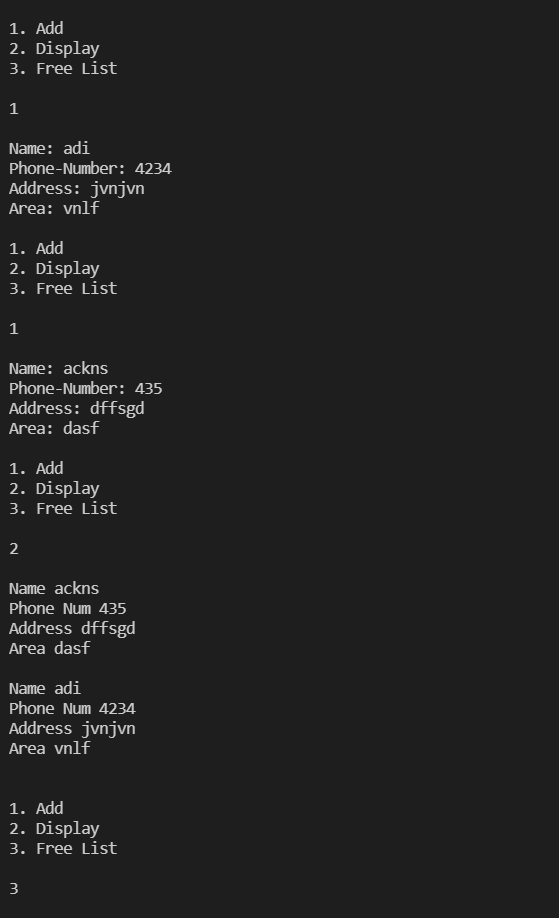 1. Add
2. Display
3. Free List
1
Name: adi
Phone-Number: 4234
Address: jvnjvn
Area: vnlf
1. Add
2. Display
3. Free List
1
Name: ackns
Phone-Number: 435
Address: dffsgd
Area: dasf
1. Add
2. Display
3. Free List
2
Name ackns
Phone Num 435
Address dffsgd
Area dasf
Name adi
Phone Num 4234
Address jvnjvn
Area vnlf
1. Add
2. Display
3. Free List
3